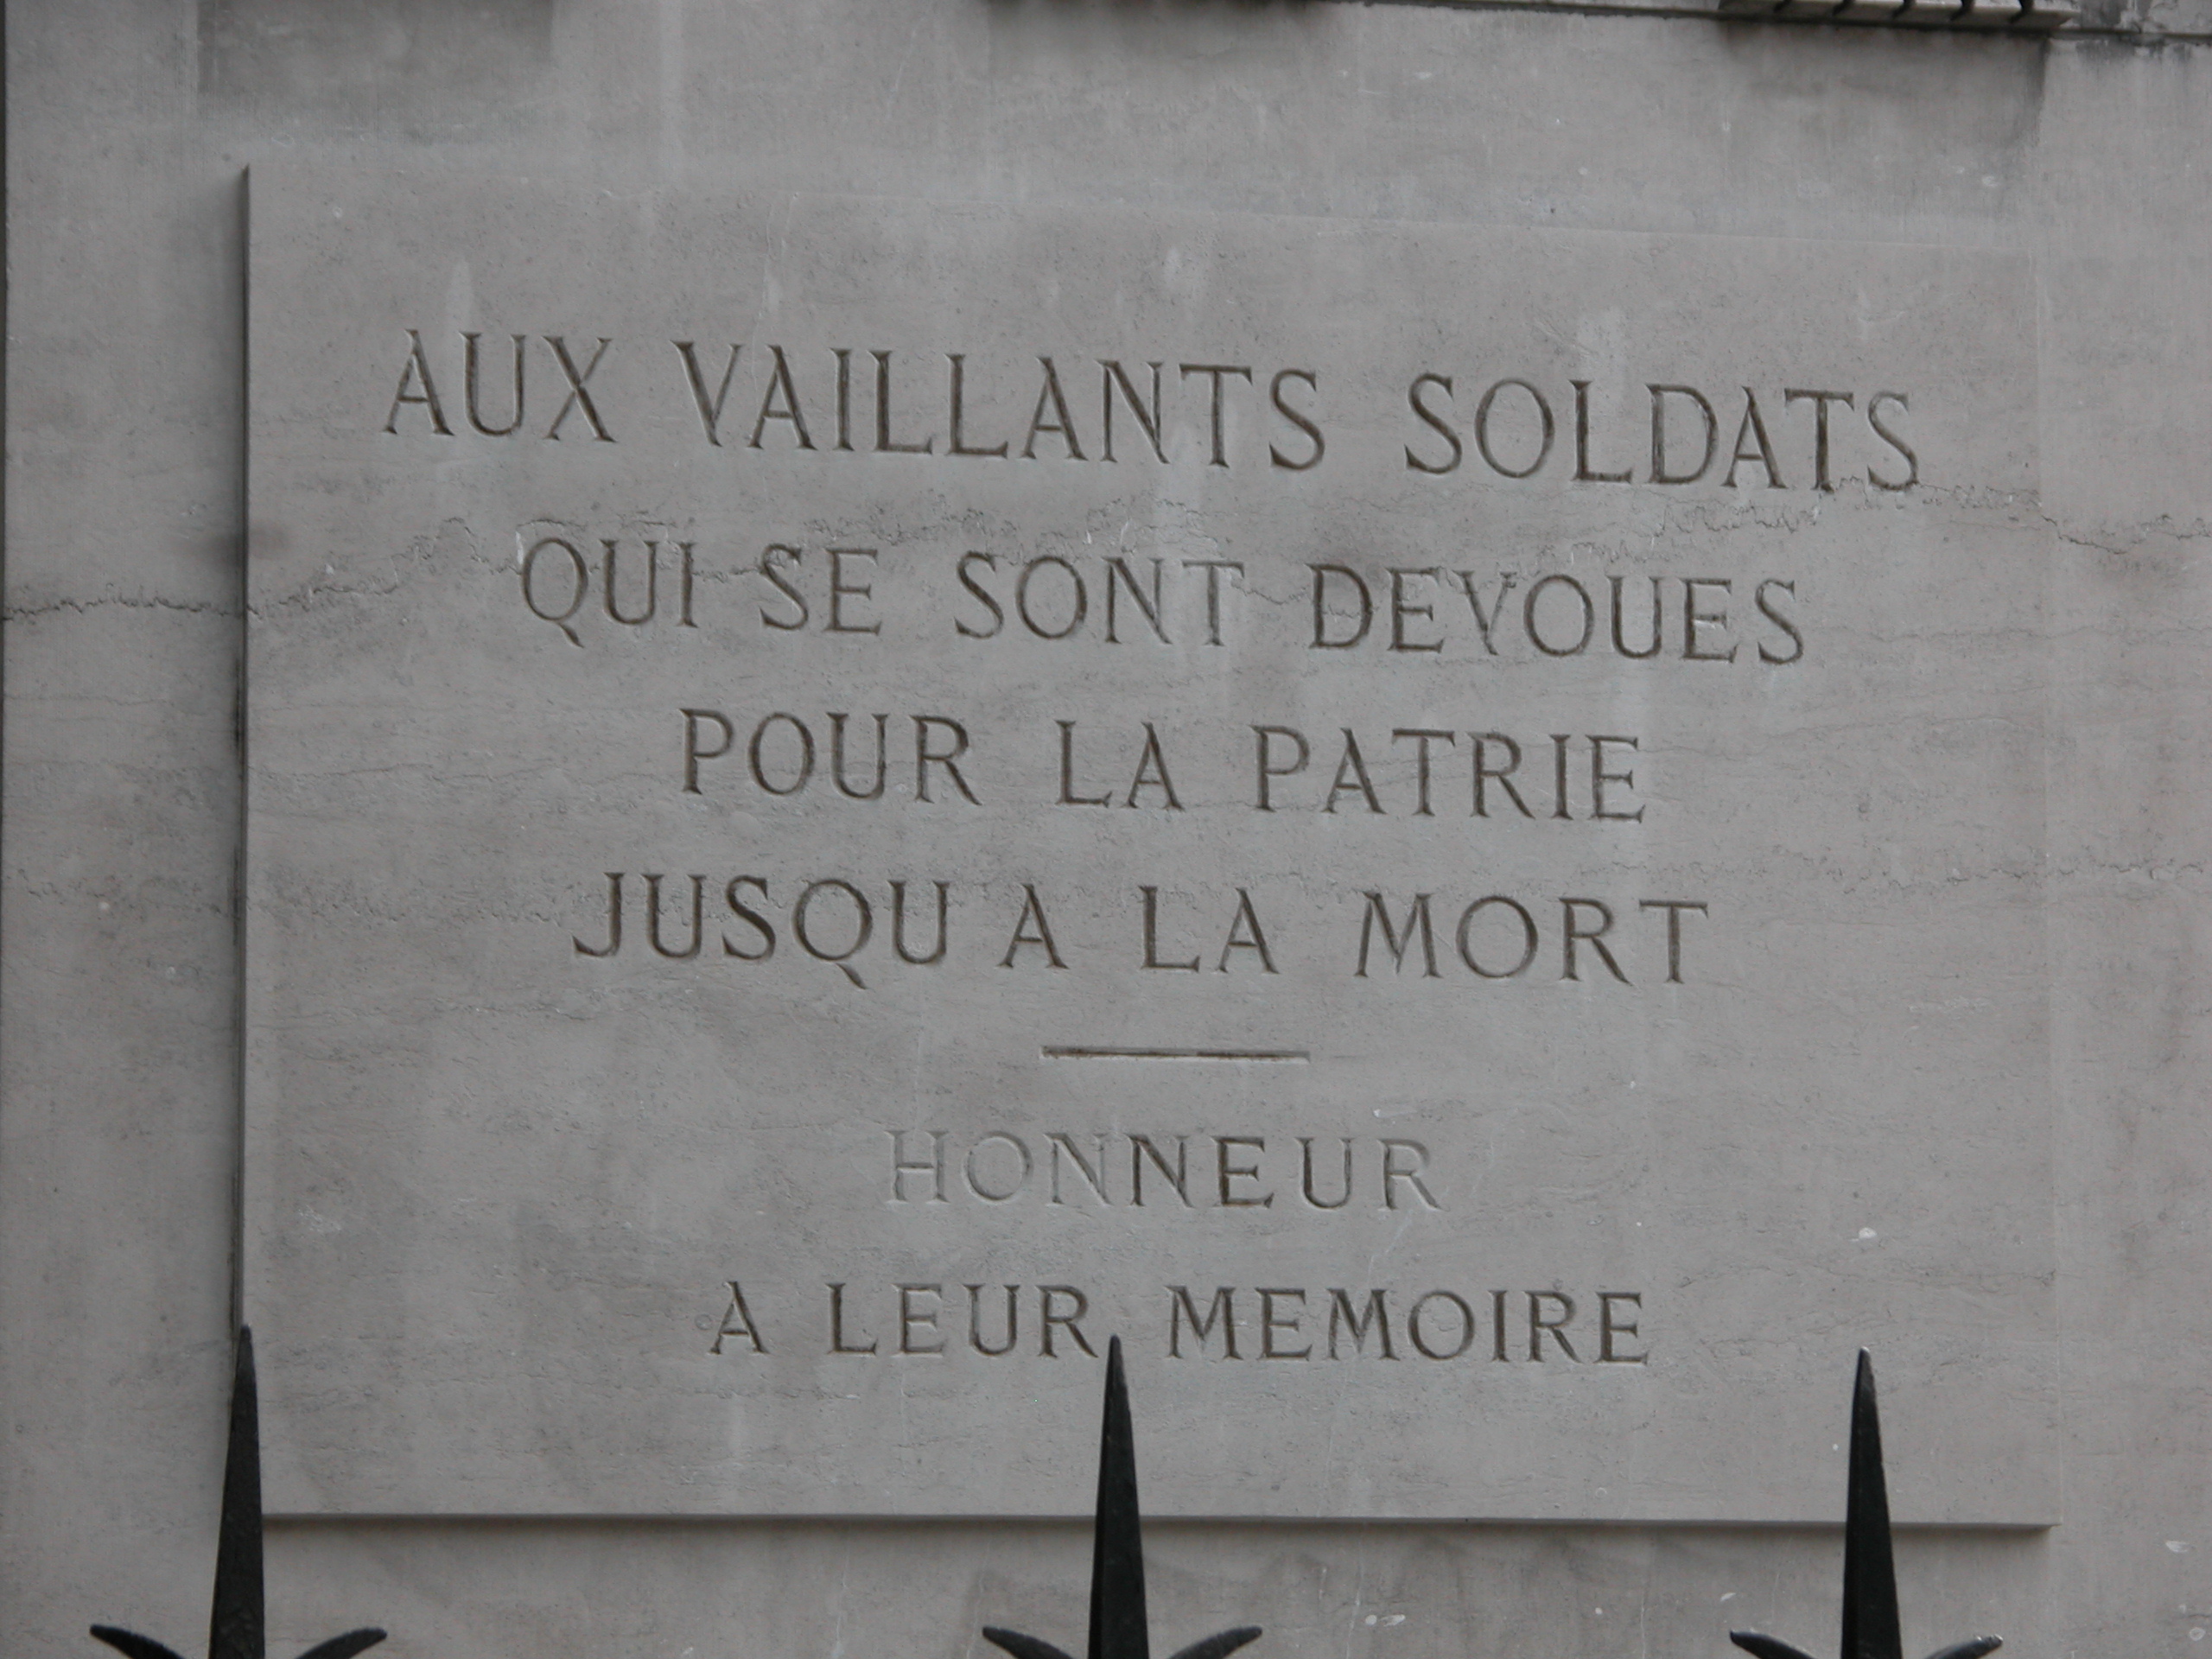 AUX VAILLANTS SOLDATS
QUI SE SONT DEVOUES
POUR LA PATRIE
JUSQU A LA MORT
HONNEUR
A LEUR MEMOIRE